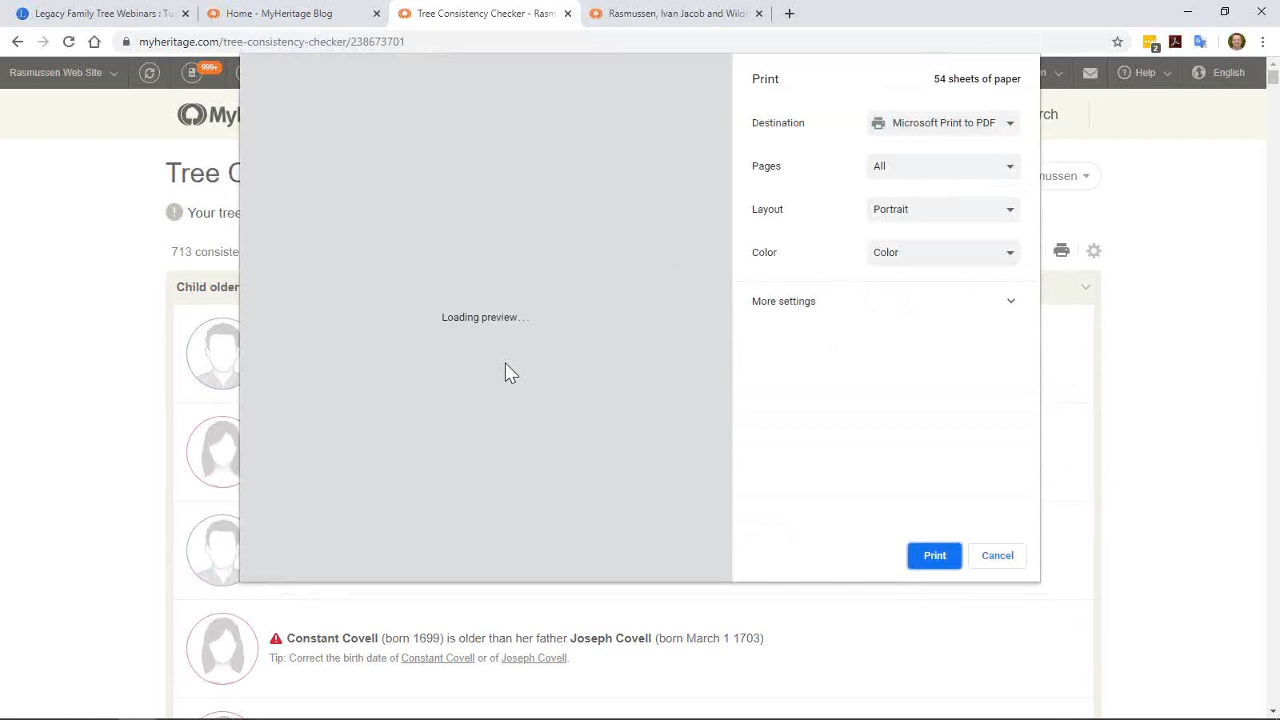 Legacy Family Tree Webinars : Tu
Home - MyHeritage Blog
Tree Consistency Checker - Rasm
Rasmussen, Ivan Jacob and Wild
myheritage.com/tree-consistency-checker/238673701
2
Rasmussen Web Site
999+
n
Help
English
MyH
rch
Tree C
mussen
Your tree
713 consiste
Child older
Loading preview...
Print
54 sheets of paper
Destination
Microsoft Print to PDF
Pages
All
Layout
Portrait
Color
Color
More settings
Print
Cancel
Constant Covell (born 1699) is older than her father Joseph Covell (born March 1 1703)
Tip: Correct the birth date of Constant Covell or of Joseph Covell.